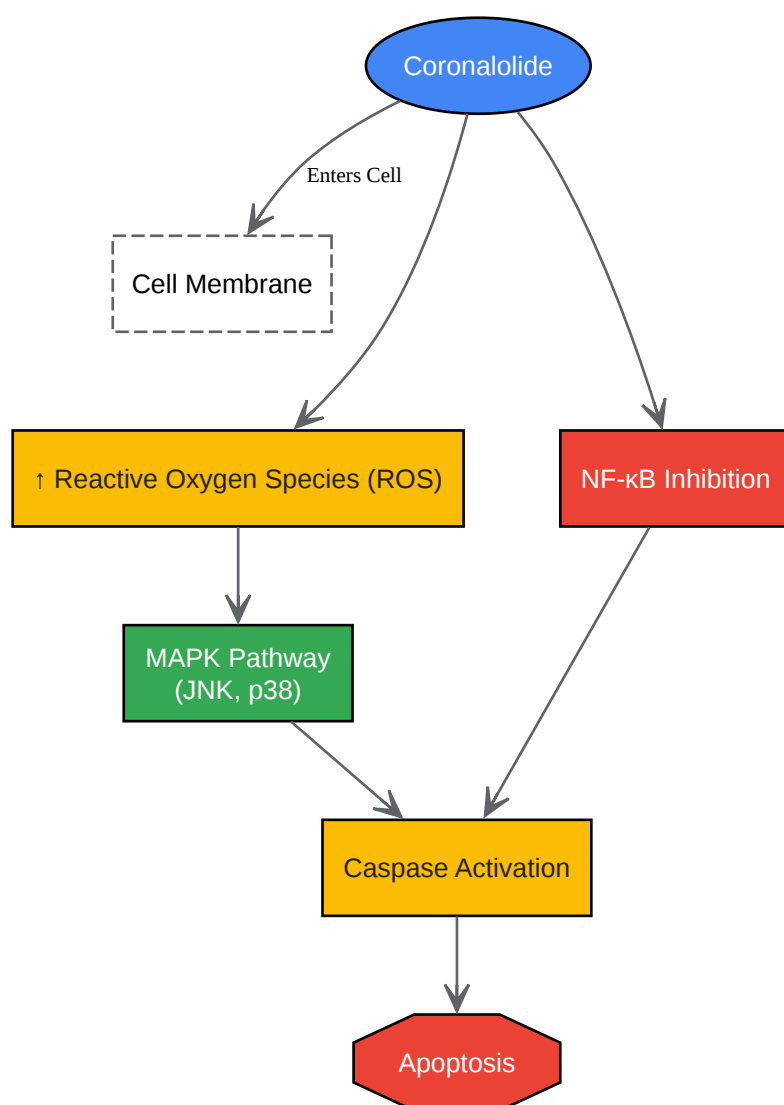 Coronalolide
Enters Cell
Cell Membrane
↑ Reactive Oxygen Species (ROS)
NF-κB Inhibition
MAPK Pathway
(JNK, p38)
Caspase Activation
Apoptosis